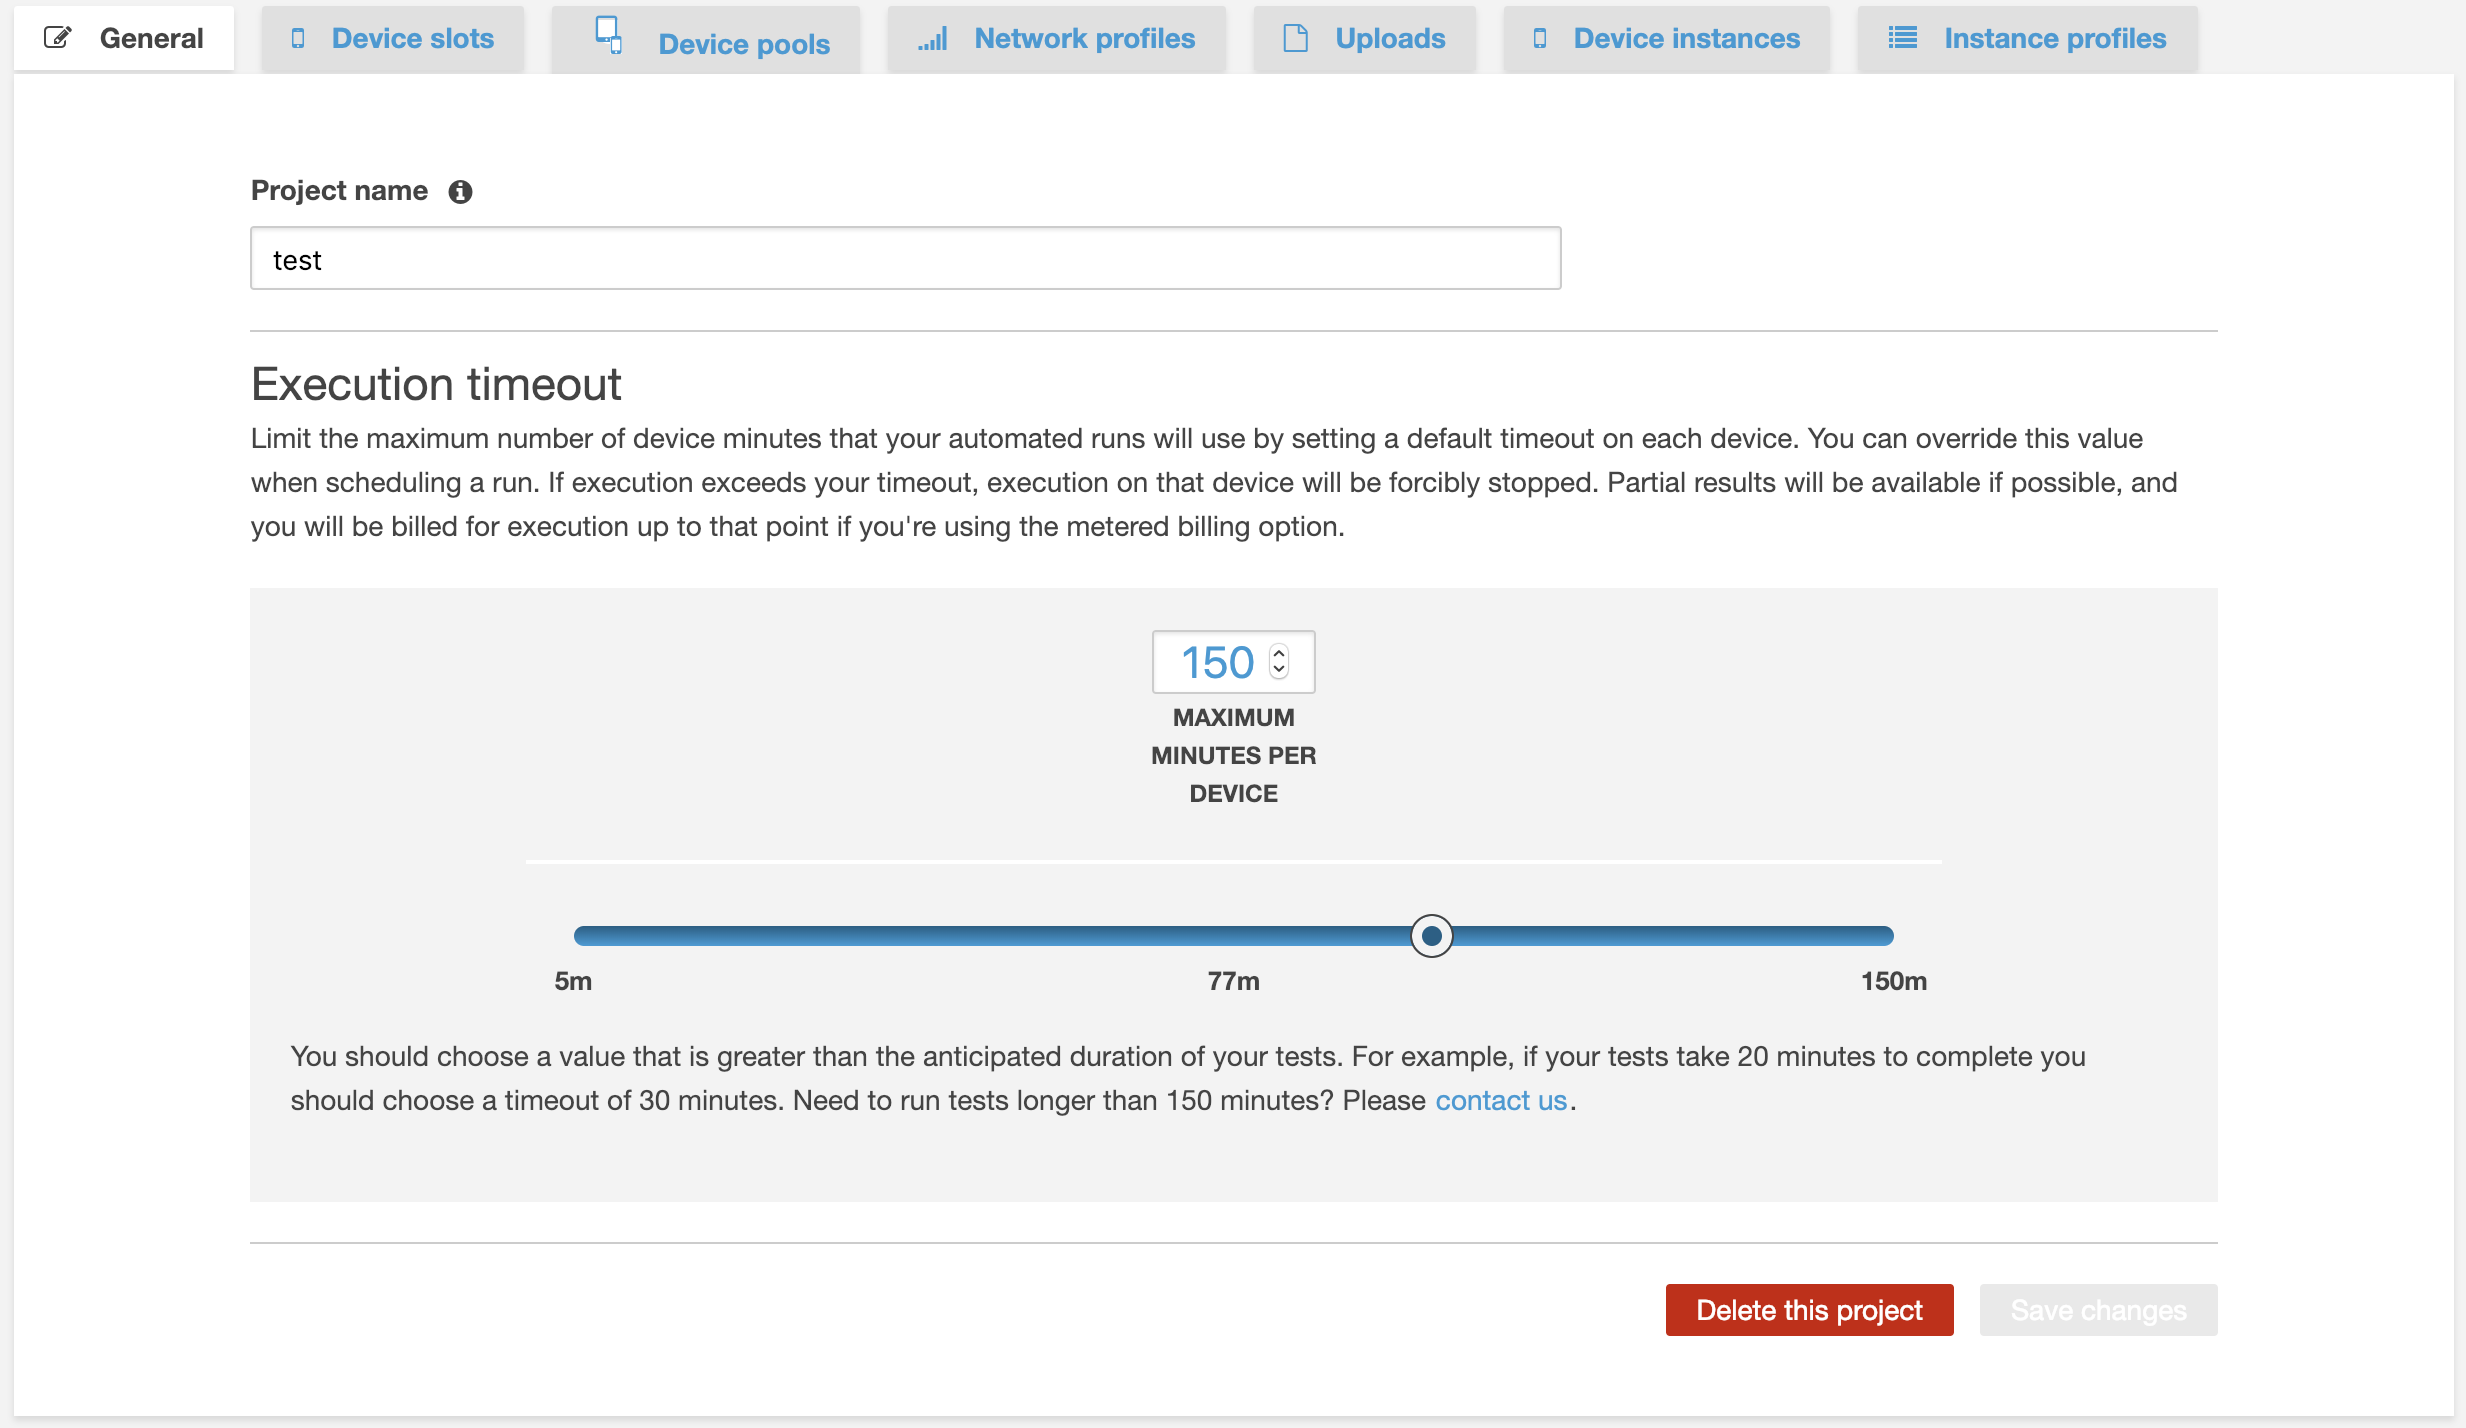 General
Device slots
Device pools
Network profiles
Uploads
Device instances
Instance profiles
Project name
test
Execution timeout
Limit the maximum number of device minutes that your automated runs will use by setting a default timeout on each device. You can override this value
when scheduling a run. If execution exceeds your timeout, execution on that device will be forcibly stopped. Partial results will be available if possible, and
you will be billed for execution up to that point if you're using the metered billing option.
150
MAXIMUM
MINUTES PER
DEVICE
5m
77m
150m
You should choose a value that is greater than the anticipated duration of your tests. For example, if your tests take 20 minutes to complete you
should choose a timeout of 30 minutes. Need to run tests longer than 150 minutes? Please contact us.
Delete this project
Save changes